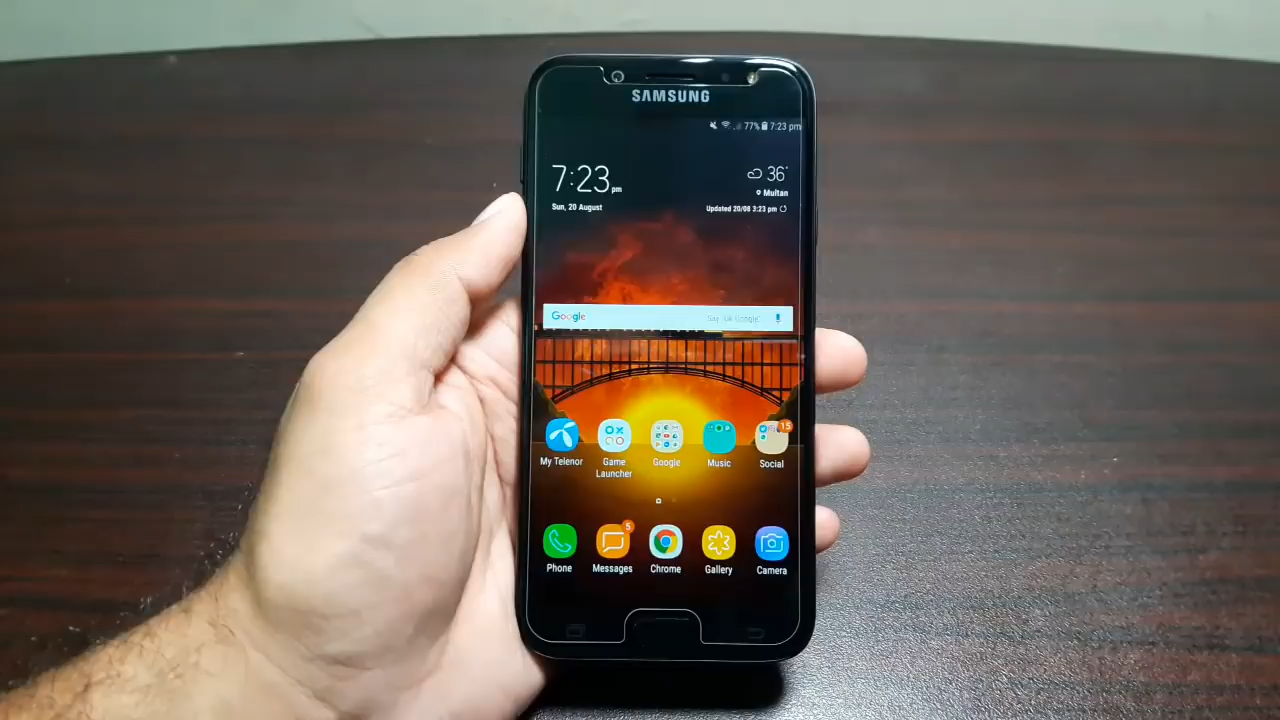 SAMSUNG
77% 7:23 pm
7:23 pm
36°
Multan
Sun, 20 August
Updated 20/08 3:23 pm
Google
Say "Ok Google"
15
My Telenor
Game
Launcher
Google
Music
Social
5
Phone
Messages
Chrome
Gallery
Camera